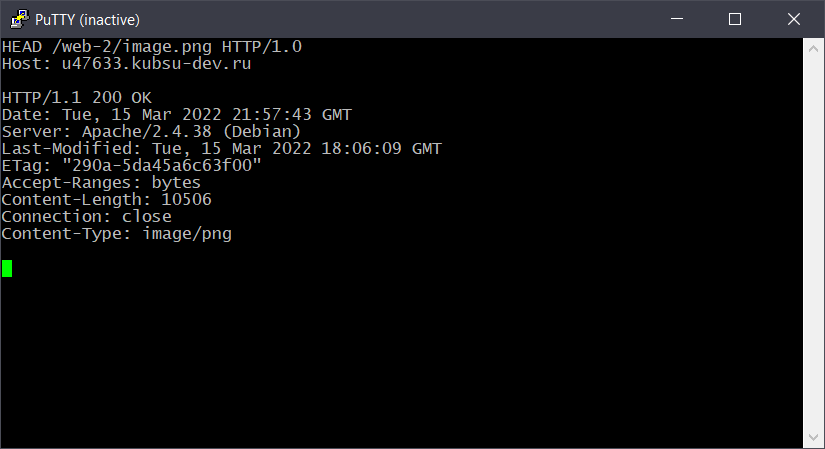 PuTTY (inactive)
HEAD /web-2/image.png HTTP/1.0
Host: u47633.kubsu-dev.ru

HTTP/1.1 200 OK
Date: Tue, 15 Mar 2022 21:57:43 GMT
Server: Apache/2.4.38 (Debian)
Last-Modified: Tue, 15 Mar 2022 18:06:09 GMT
ETag: "290a-5da45a6c63f00"
Accept-Ranges: bytes
Content-Length: 10506
Connection: close
Content-Type: image/png